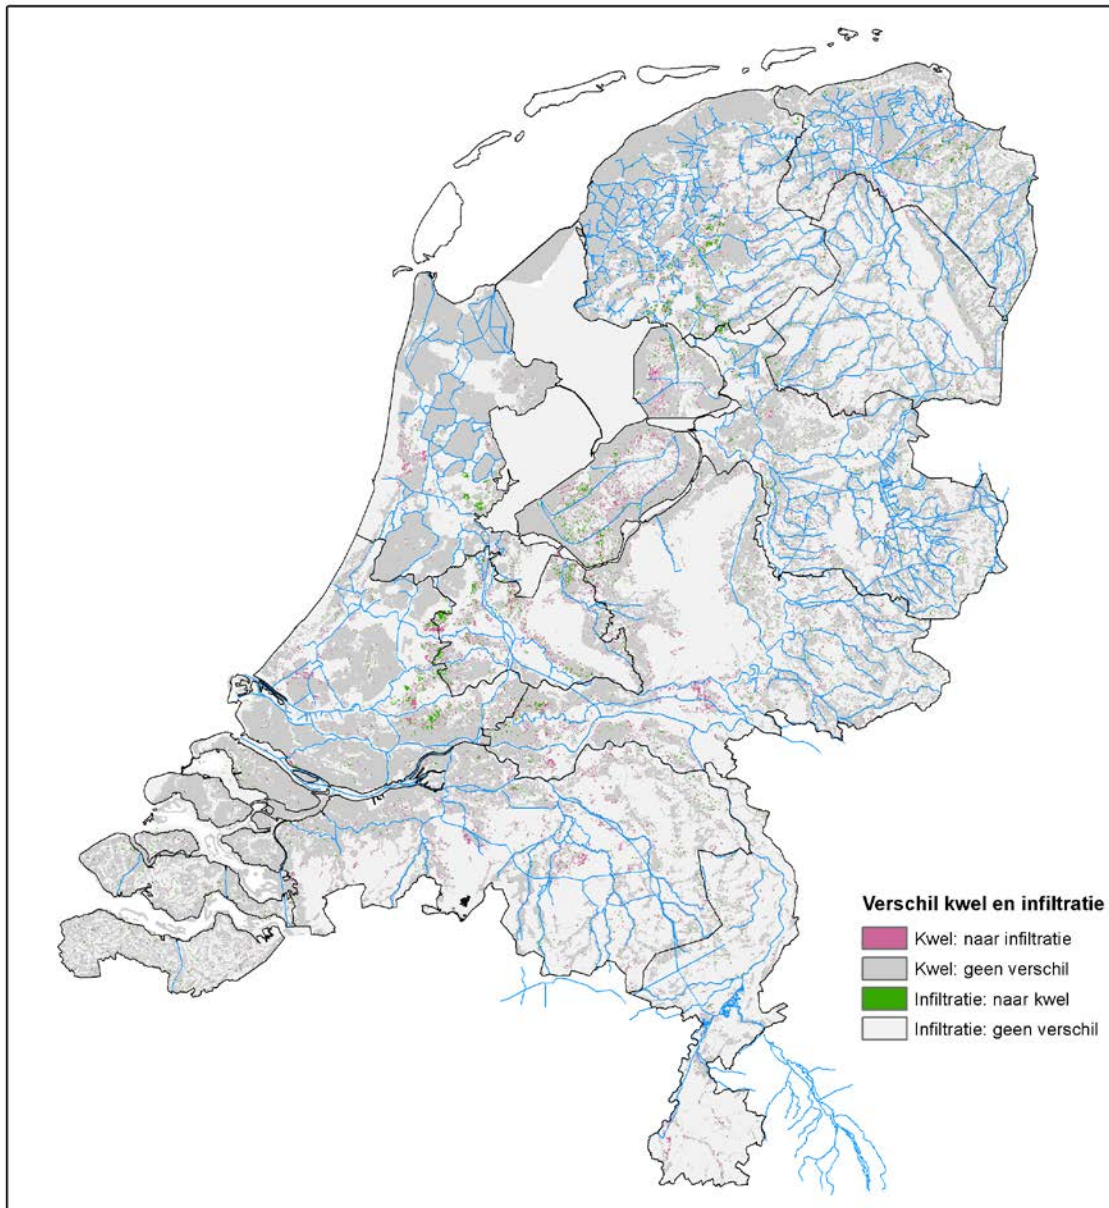 Verschil kwel en infiltratie
Kwel: naar infiltratie
Kwel: geen verschil
Infiltratie: naar kwel
Infiltratie: geen verschil